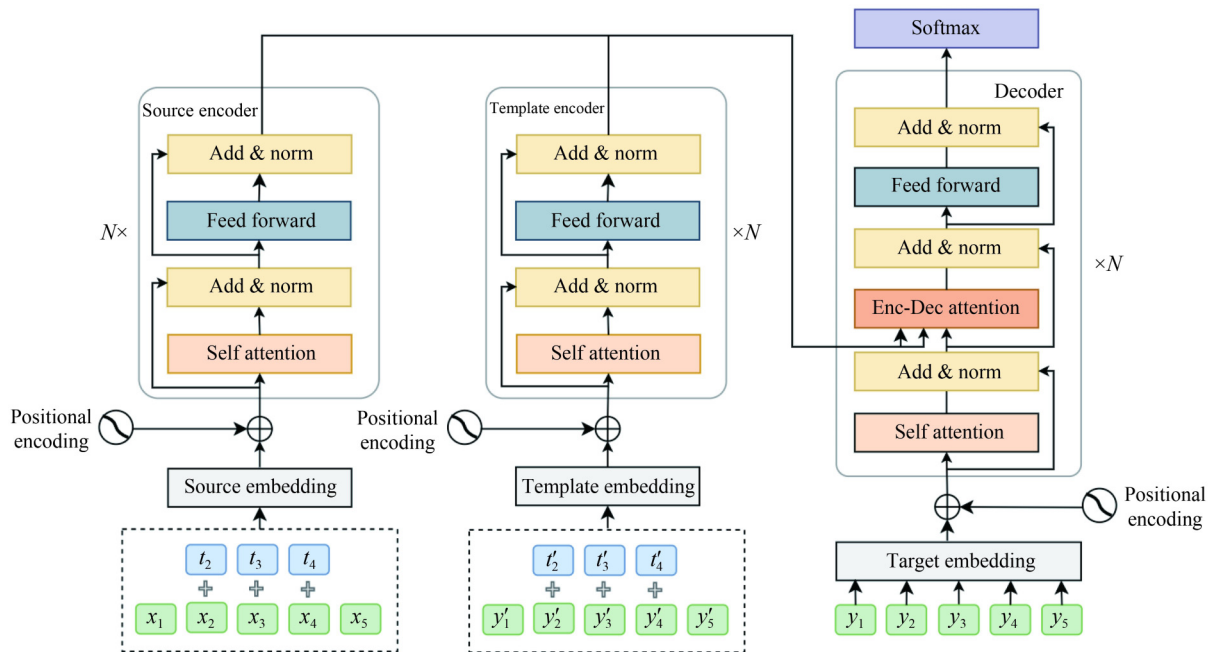 Softmax
Source encoder
Add & norm
Feed forward
Add & norm
Self attention
N×
Positional
encoding
Source embedding
t₂ t₃ t₄
+ + +
x₁ x₂ x₃ x₄ x₅
Template encoder
Add & norm
Feed forward
Add & norm
Self attention
×N
Positional
encoding
Template embedding
t′₂ t′₃ t′₄
+ + +
y′₁ y′₂ y′₃ y′₄ y′₅
Decoder
Add & norm
Feed forward
Add & norm
Enc-Dec attention
Add & norm
Self attention
×N
Positional
encoding
Target embedding
y₁ y₂ y₃ y₄ y₅